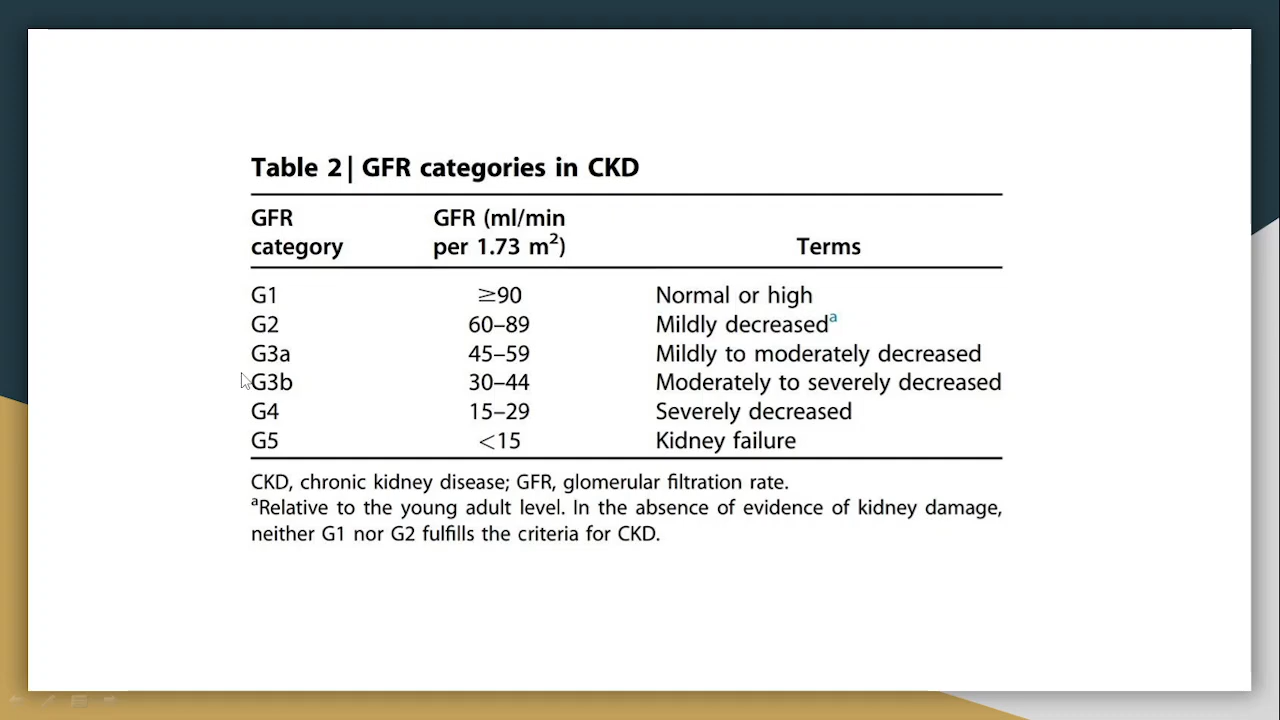 Table 2| GFR categories in CKD
GFR category GFR (ml/min per 1.73 m²) Terms
G1 ≥90 Normal or high
G2 60–89 Mildly decreasedᵃ
G3a 45–59 Mildly to moderately decreased
G3b 30–44 Moderately to severely decreased
G4 15–29 Severely decreased
G5 <15 Kidney failure
CKD, chronic kidney disease; GFR, glomerular filtration rate.
ᵃRelative to the young adult level. In the absence of evidence of kidney damage,
neither G1 nor G2 fulfills the criteria for CKD.